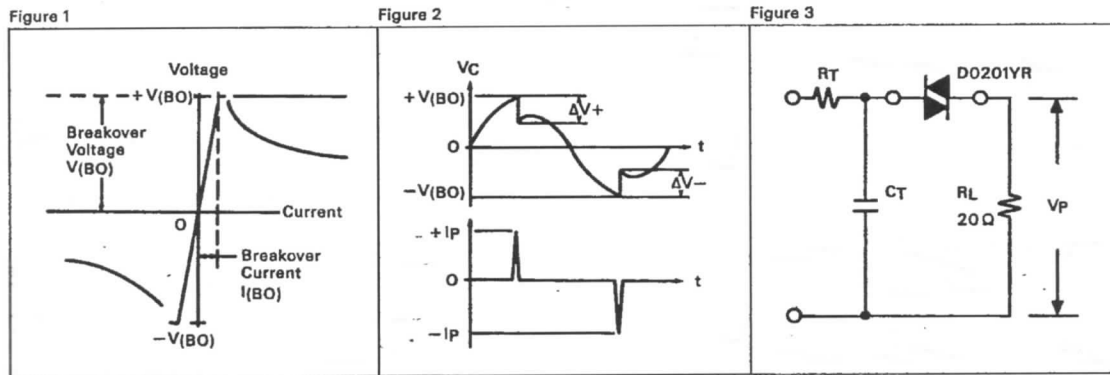 Figure 1
Voltage
+V(BO)
Breakover
Voltage
V(BO)
Current
O
Breakover
Current
I(BO)
−V(BO)
Figure 2
VC
+V(BO)
ΔV+
O
t
−V(BO)
ΔV−
+IP
O
t
−IP
Figure 3
RT
D0201YR
CT
RL
20Ω
VP